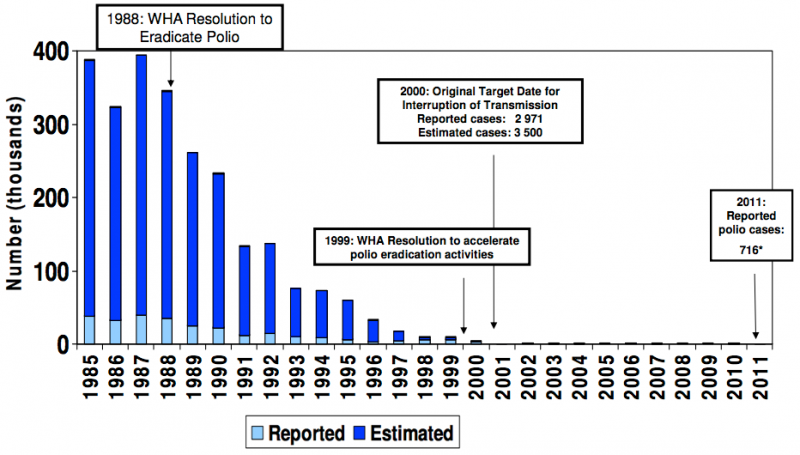 1988: WHA Resolution to
Eradicate Polio
400
300
200
100
0
Number (thousands)
2000: Original Target Date for
Interruption of Transmission
Reported cases: 2 971
Estimated cases: 3 500
1999: WHA Resolution to accelerate
polio eradication activities
2011:
Reported
polio cases:
716*
1985
1986
1987
1988
1989
1990
1991
1992
1993
1994
1995
1996
1997
1998
1999
2000
2001
2002
2003
2004
2005
2006
2007
2008
2009
2010
2011
Reported Estimated